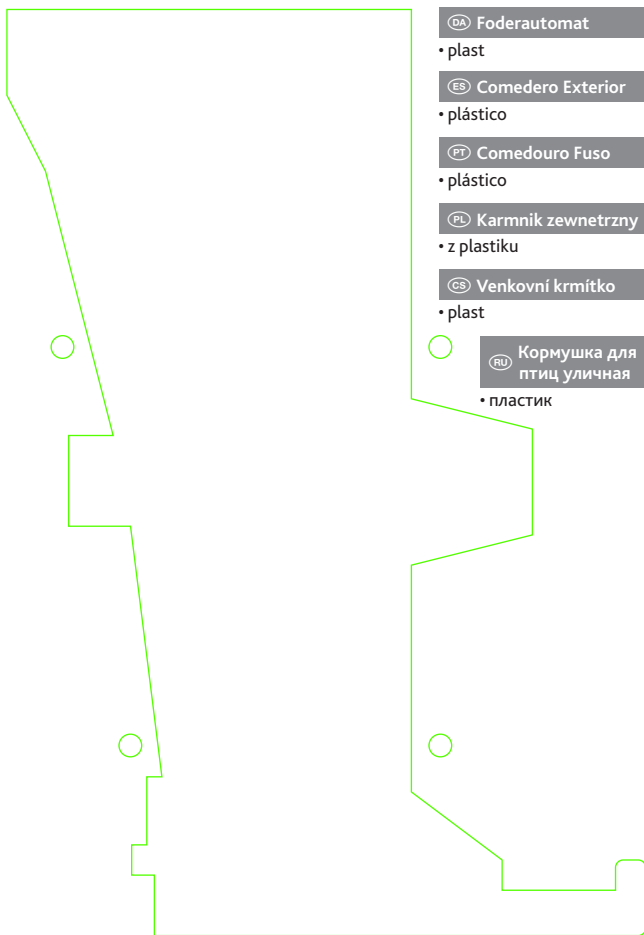 DA Foderautomat
• plast
ES Comedero Exterior
• plástico
PT Comedouro Fuso
• plástico
PL Karmnik zewnetrzny
• z plastiku
CS Venkovní krmítko
• plast
RU Кормушка для
птиц уличная
• пластик